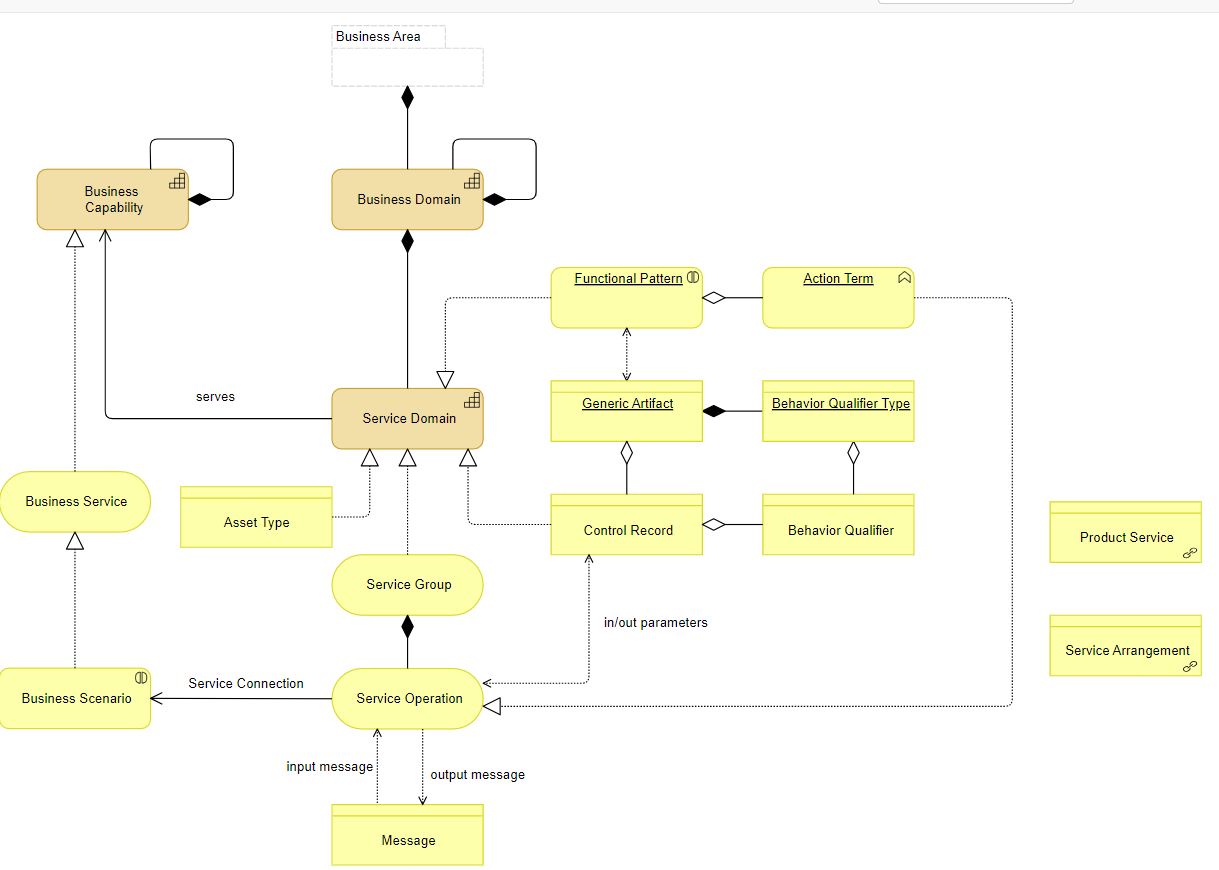 Business Area
Business
Capability
Business Domain
Functional Pattern
Action Term
serves
Service Domain
Generic Artifact
Behavior Qualifier Type
Business Service
Asset Type
Control Record
Behavior Qualifier
Product Service
Service Group
in/out parameters
Service Arrangement
Business Scenario
Service Connection
Service Operation
input message
output message
Message